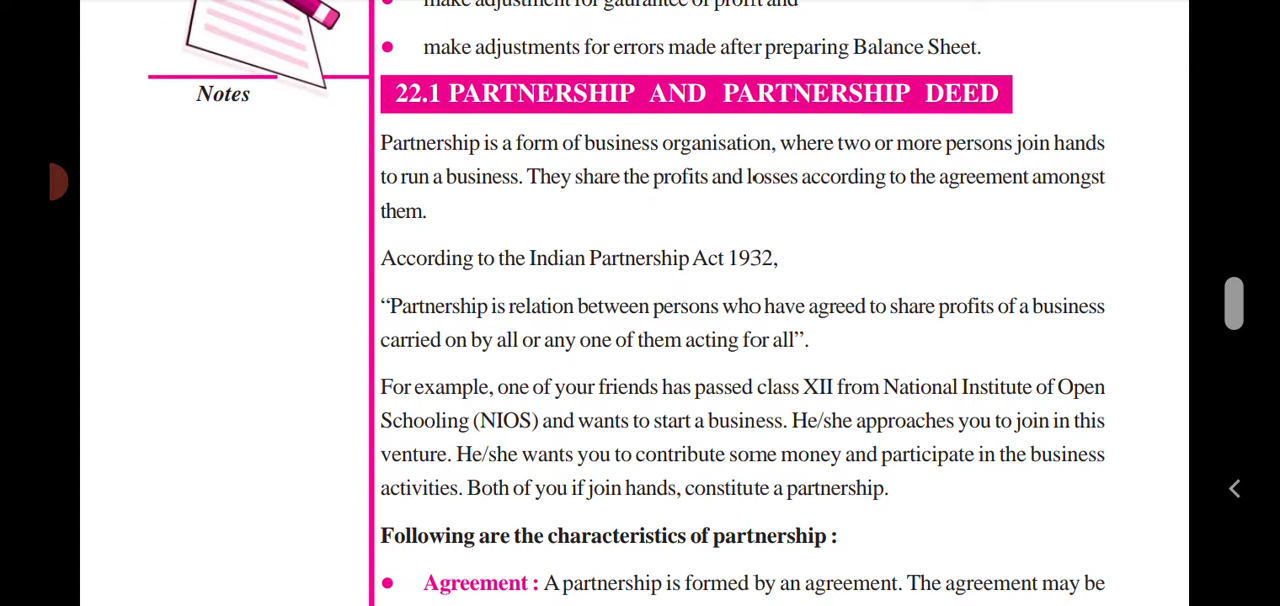 make adjustment for gaurantee of profit and
make adjustments for errors made after preparing Balance Sheet.
Notes
22.1 PARTNERSHIP AND PARTNERSHIP DEED
Partnership is a form of business organisation, where two or more persons join hands
to run a business. They share the profits and losses according to the agreement amongst
them.
According to the Indian Partnership Act 1932,
“Partnership is relation between persons who have agreed to share profits of a business
carried on by all or any one of them acting for all”.
For example, one of your friends has passed class XII from National Institute of Open
Schooling (NIOS) and wants to start a business. He/she approaches you to join in this
venture. He/she wants you to contribute some money and participate in the business
activities. Both of you if join hands, constitute a partnership.
Following are the characteristics of partnership :
Agreement : A partnership is formed by an agreement. The agreement may be